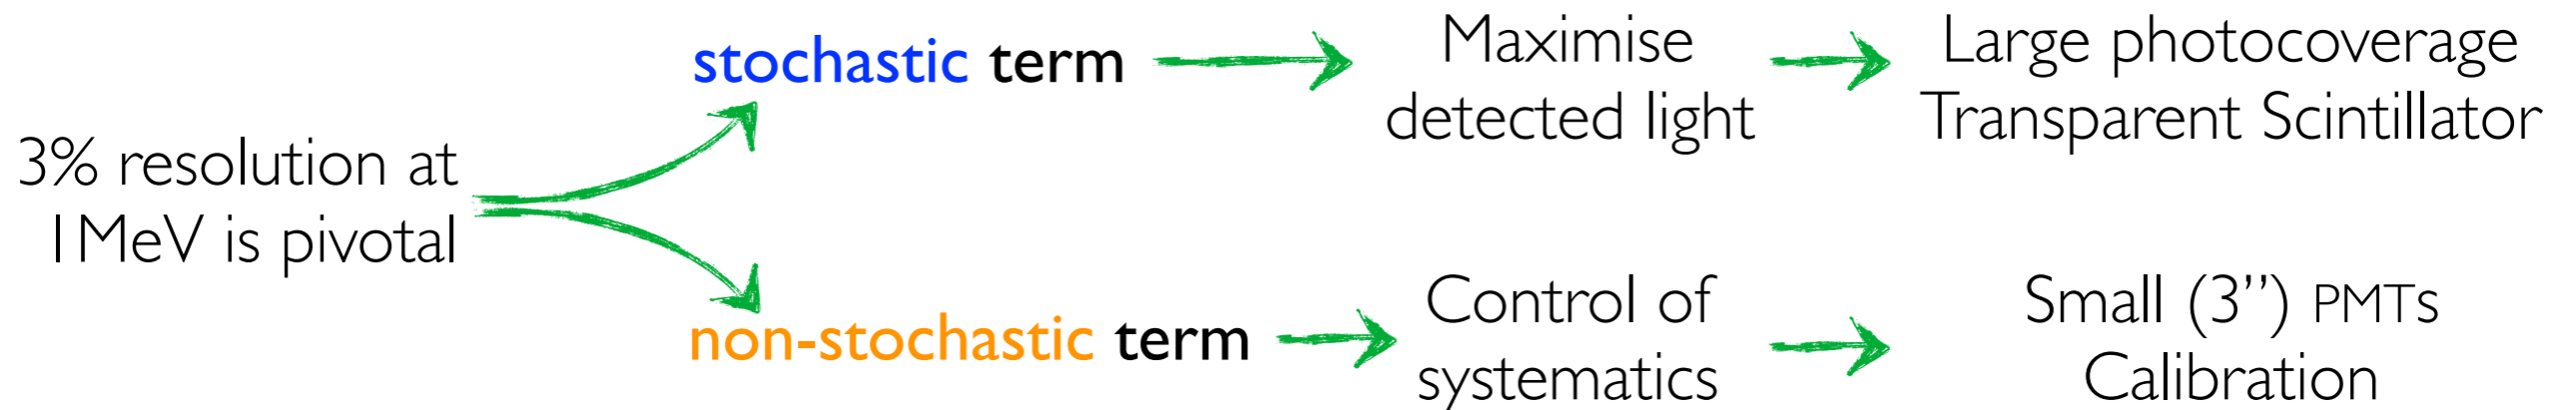 3% resolution at
1MeV is pivotal
stochastic term
Maximise
detected light
Large photocoverage
Transparent Scintillator
non-stochastic term
Control of
systematics
Small (3”) PMTs
Calibration